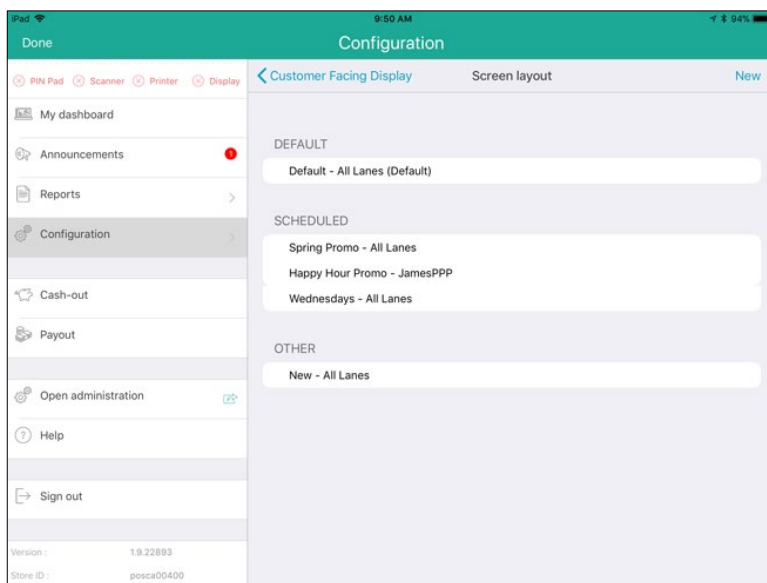 iPad 9:50 AM 94%
Done Configuration
PIN Pad Scanner Printer Display
My dashboard
Announcements 1
Reports
Configuration
Cash-out
Payout
Open administration
Help
Sign out
Version : 1.9.22893
Store ID : posca00400
Customer Facing Display Screen layout New
DEFAULT
Default - All Lanes (Default)
SCHEDULED
Spring Promo - All Lanes
Happy Hour Promo - JamesPPP
Wednesdays - All Lanes
OTHER
New - All Lanes